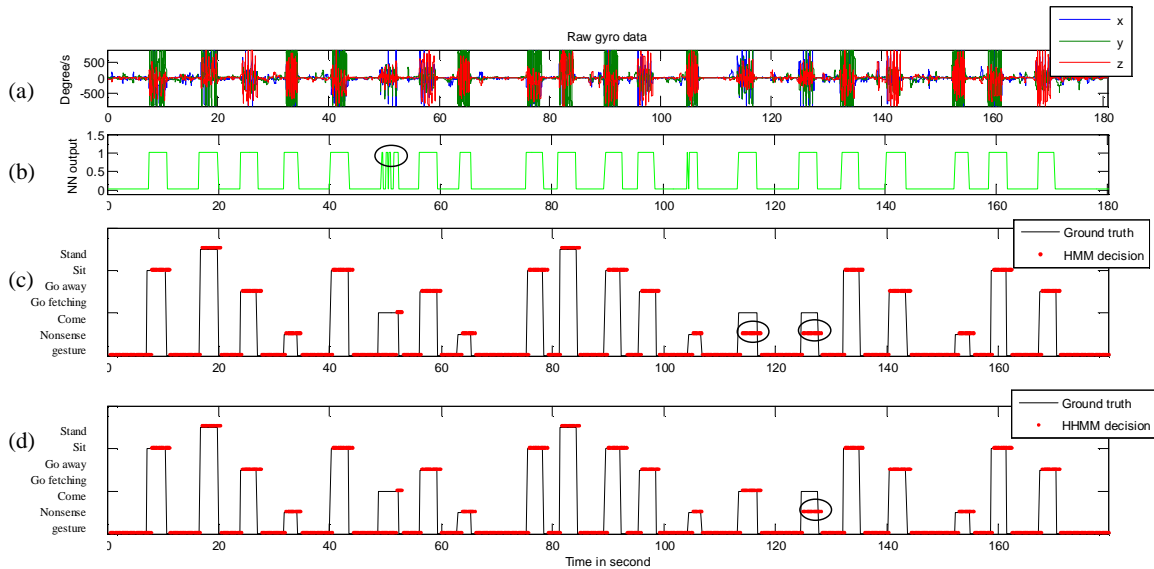 x
y
z
Raw gyro data
(a)
Degree/s
500
0
-500
0 20 40 60 80 100 120 140 160 180
(b)
NN output
1.5
1
0.5
0
0 20 40 60 80 100 120 140 160 180
(c)
Ground truth
HMM decision
Stand
Sit
Go away
Go fetching
Come
Nonsense
gesture
0 20 40 60 80 100 120 140 160
(d)
Ground truth
HHMM decision
Stand
Sit
Go away
Go fetching
Come
Nonsense
gesture
0 20 40 60 80 100 120 140 160
Time in second